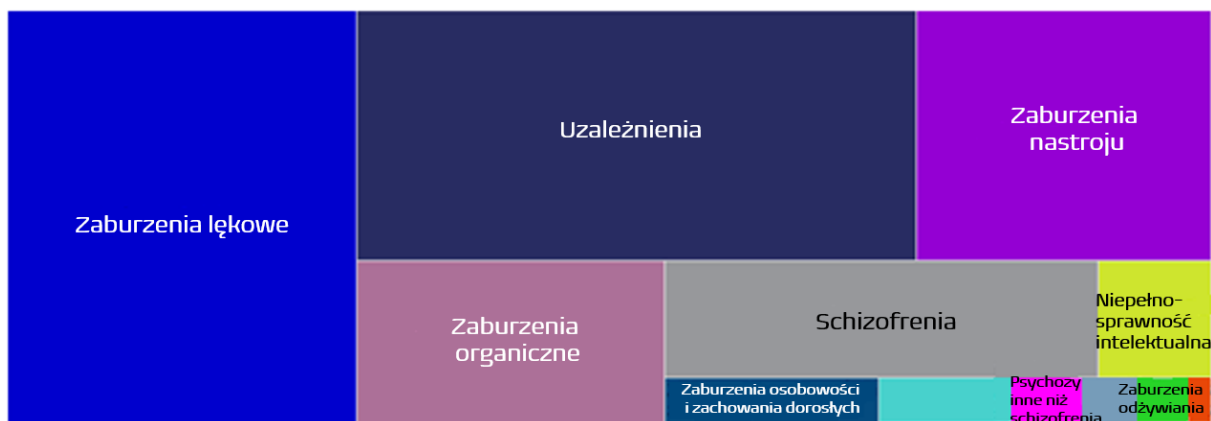 Zaburzenia lękowe
Uzależnienia
Zaburzenia
nastroju
Zaburzenia
organiczne
Schizofrenia
Niepełno-
sprawność
intelektualna
Zaburzenia osobowości
i zachowania dorosłych
Psychozy
inne niż
schizofrenia
Zaburzenia
odżywiania